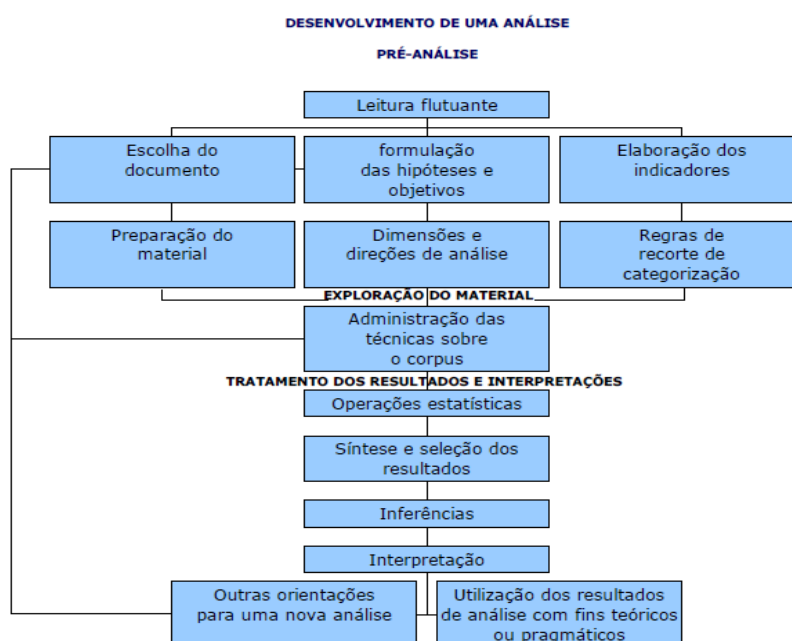 DESENVOLVIMENTO DE UMA ANÁLISE
PRÉ-ANÁLISE
Leitura flutuante
Escolha do
documento
formulação
das hipóteses e
objetivos
Elaboração dos
indicadores
Preparação do
material
Dimensões e
direções de análise
Regras de
recorte de
categorização
EXPLORAÇÃO DO MATERIAL
Administração das
técnicas sobre
o corpus
TRATAMENTO DOS RESULTADOS E INTERPRETAÇÕES
Operações estatísticas
Síntese e seleção dos
resultados
Inferências
Interpretação
Outras orientações
para uma nova análise
Utilização dos resultados
de análise com fins teóricos
ou pragmáticos